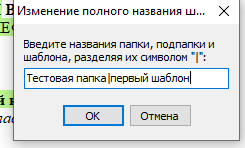 Изменение полного названия ш...
Введите названия папки, подпапки и
шаблона, разделяя их символом "|":
Тестовая папка|первый шаблон
OK
Отмена